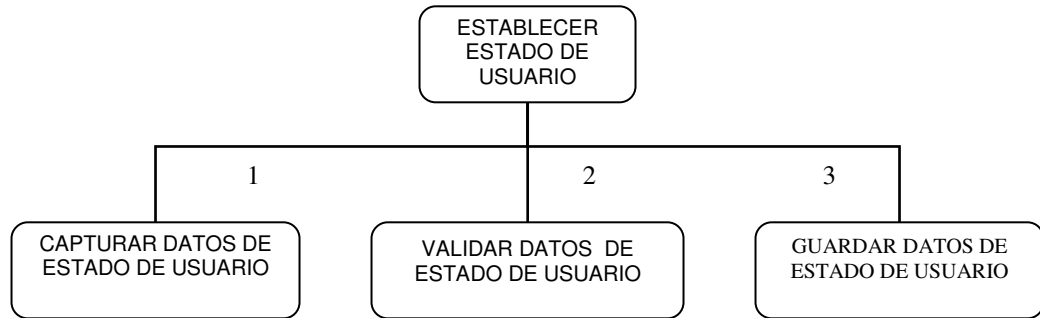 ESTABLECER
ESTADO DE
USUARIO
1
2
3
CAPTURAR DATOS DE
ESTADO DE USUARIO
VALIDAR DATOS DE
ESTADO DE USUARIO
GUARDAR DATOS DE
ESTADO DE USUARIO